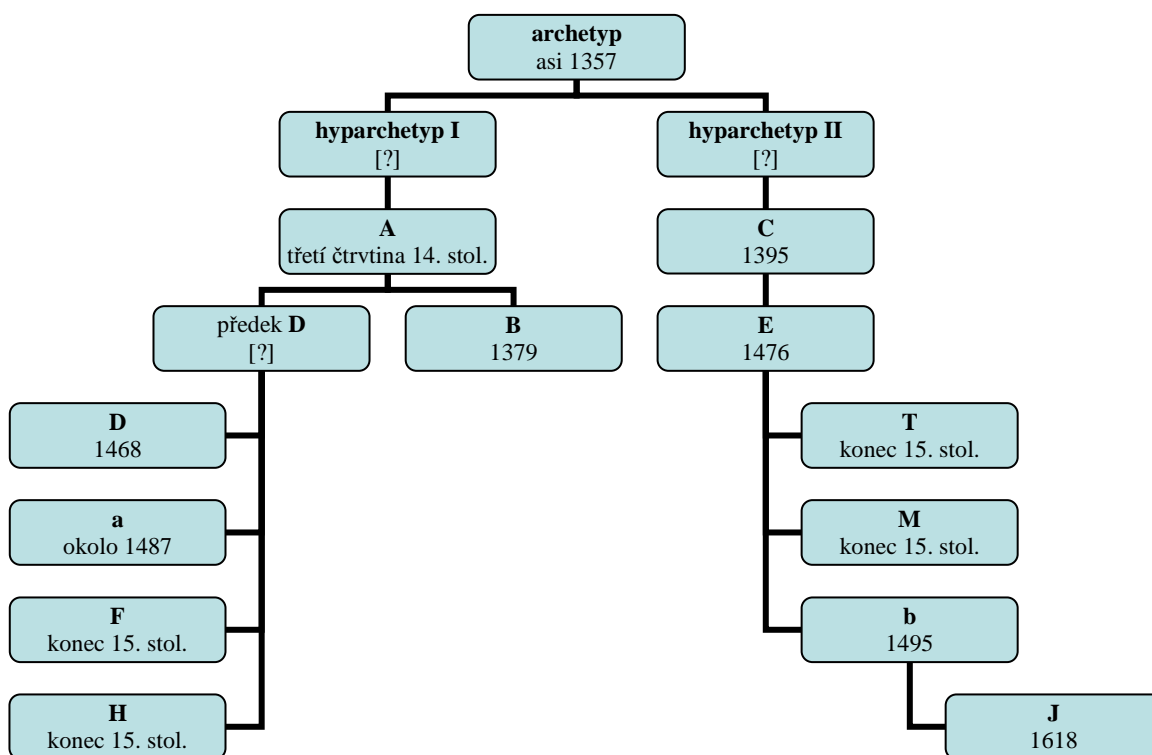 archetyp
asi 1357
hyparchetyp I
[?]
hyparchetyp II
[?]
A
třetí čtrvtina 14. stol.
C
1395
předek D
[?]
B
1379
E
1476
D
1468
T
konec 15. stol.
a
okolo 1487
M
konec 15. stol.
F
konec 15. stol.
b
1495
H
konec 15. stol.
J
1618